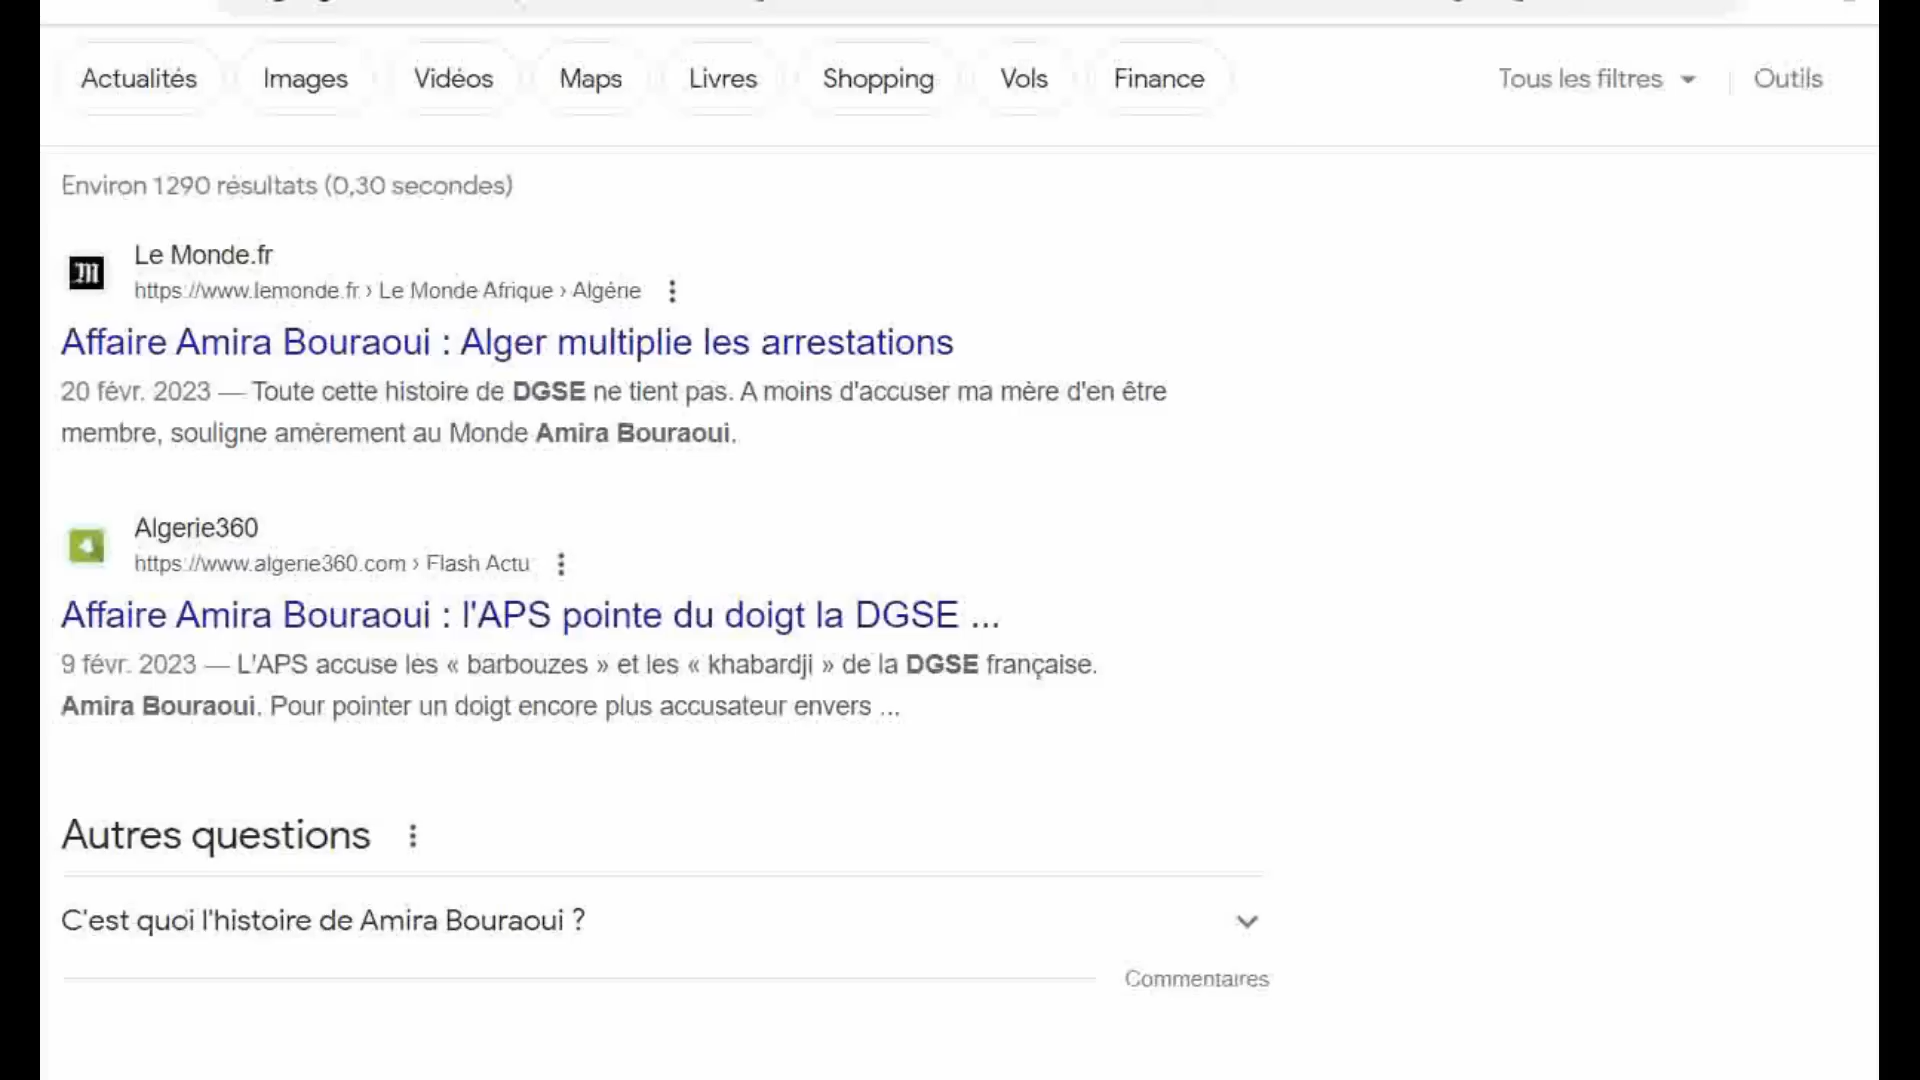 Actualités Images Vidéos Maps Livres Shopping Vols Finance Tous les filtres Outils
Environ 1290 résultats (0,30 secondes)
Le Monde.fr
https://www.lemonde.fr › Le Monde Afrique › Algérie
Affaire Amira Bouraoui : Alger multiplie les arrestations
20 févr. 2023 — Toute cette histoire de DGSE ne tient pas. A moins d'accuser ma mère d'en être
membre, souligne amèrement au Monde Amira Bouraoui.
Algerie360
https://www.algerie360.com › Flash Actu
Affaire Amira Bouraoui : l'APS pointe du doigt la DGSE ...
9 févr. 2023 — L'APS accuse les « barbouzes » et les « khabardji » de la DGSE française.
Amira Bouraoui. Pour pointer un doigt encore plus accusateur envers ...
Autres questions
C'est quoi l'histoire de Amira Bouraoui ?
Commentaires